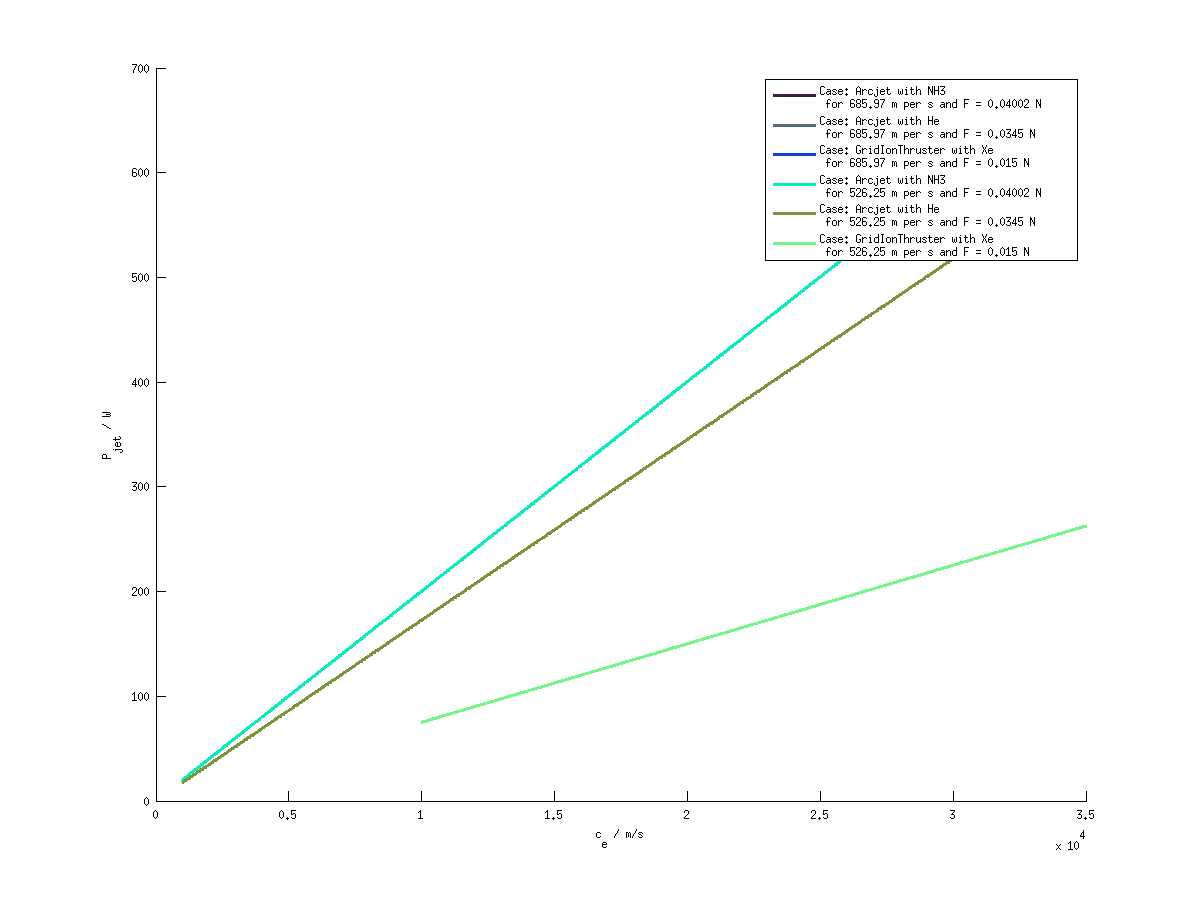 700
600
500
400
300
200
100
0
P_jet / W
Case: Arcjet with NH3
for 685.97 m per s and F = 0.04002 N
Case: Arcjet with He
for 685.97 m per s and F = 0.0345 N
Case: GridIonThruster with Xe
for 685.97 m per s and F = 0.015 N
Case: Arcjet with NH3
for 526.25 m per s and F = 0.04002 N
Case: Arcjet with He
for 526.25 m per s and F = 0.0345 N
Case: GridIonThruster with Xe
for 526.25 m per s and F = 0.015 N
0 0.5 1 1.5 2 2.5 3 3.5
c_e / m/s
x 10^4